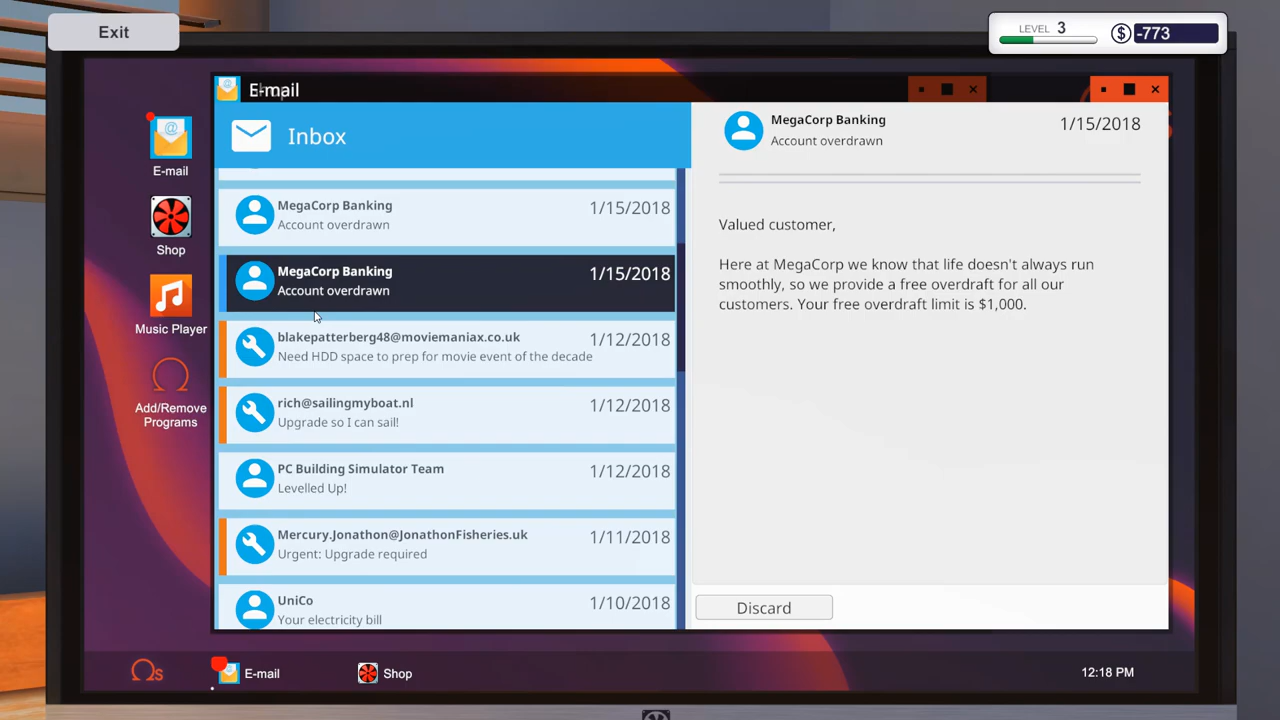 Exit
LEVEL 3
$ -773
E-mail
Inbox
MegaCorp Banking
Account overdrawn
1/15/2018
E-mail
Shop
Music Player
Add/Remove
Programs
MegaCorp Banking
Account overdrawn
1/15/2018
MegaCorp Banking
Account overdrawn
1/15/2018
blakepatterberg48@moviemaniax.co.uk
Need HDD space to prep for movie event of the decade
1/12/2018
rich@sailingmyboat.nl
Upgrade so I can sail!
1/12/2018
PC Building Simulator Team
Levelled Up!
1/12/2018
Mercury.Jonathon@JonathonFisheries.uk
Urgent: Upgrade required
1/11/2018
UniCo
Your electricity bill
1/10/2018
Valued customer,
Here at MegaCorp we know that life doesn't always run
smoothly, so we provide a free overdraft for all our
customers. Your free overdraft limit is $1,000.
Discard
Ωs
E-mail
Shop
12:18 PM